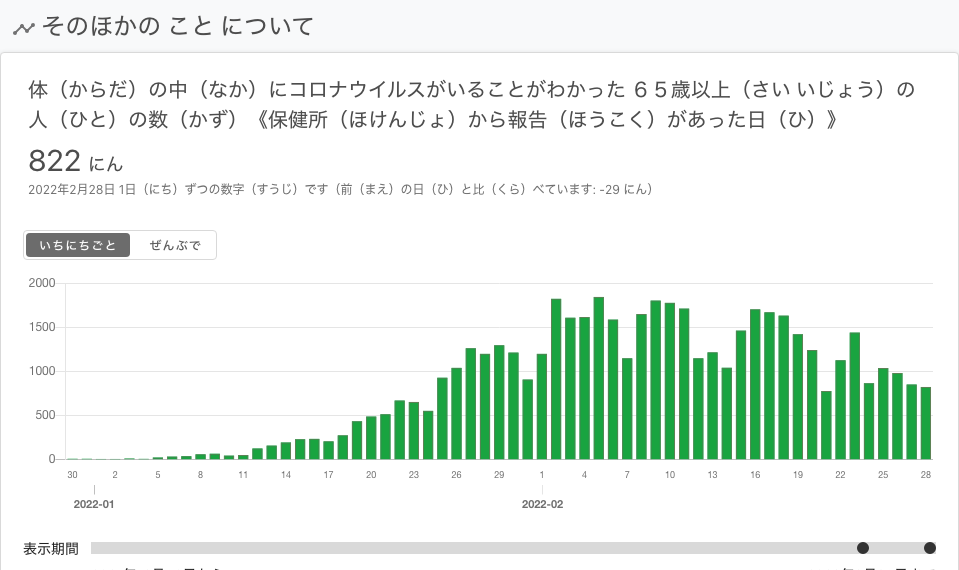 そのほかの こと について
体（からだ）の中（なか）にコロナウイルスがいることがわかった ６５歳以上（さい いじょう）の
人（ひと）の数（かず）《保健所（ほけんじょ）から報告（ほうこく）があった日（ひ）》
822 にん
2022年2月28日 1日（にち）ずつの数字（すうじ）です（前（まえ）の日（ひ）と比（くら）べています: -29 にん）
いちにちごと ぜんぶで
2000
1500
1000
500
0
30 2 5 8 11 14 17 20 23 26 29 1 4 7 10 13 16 19 22 25 28
2022-01 2022-02
表示期間